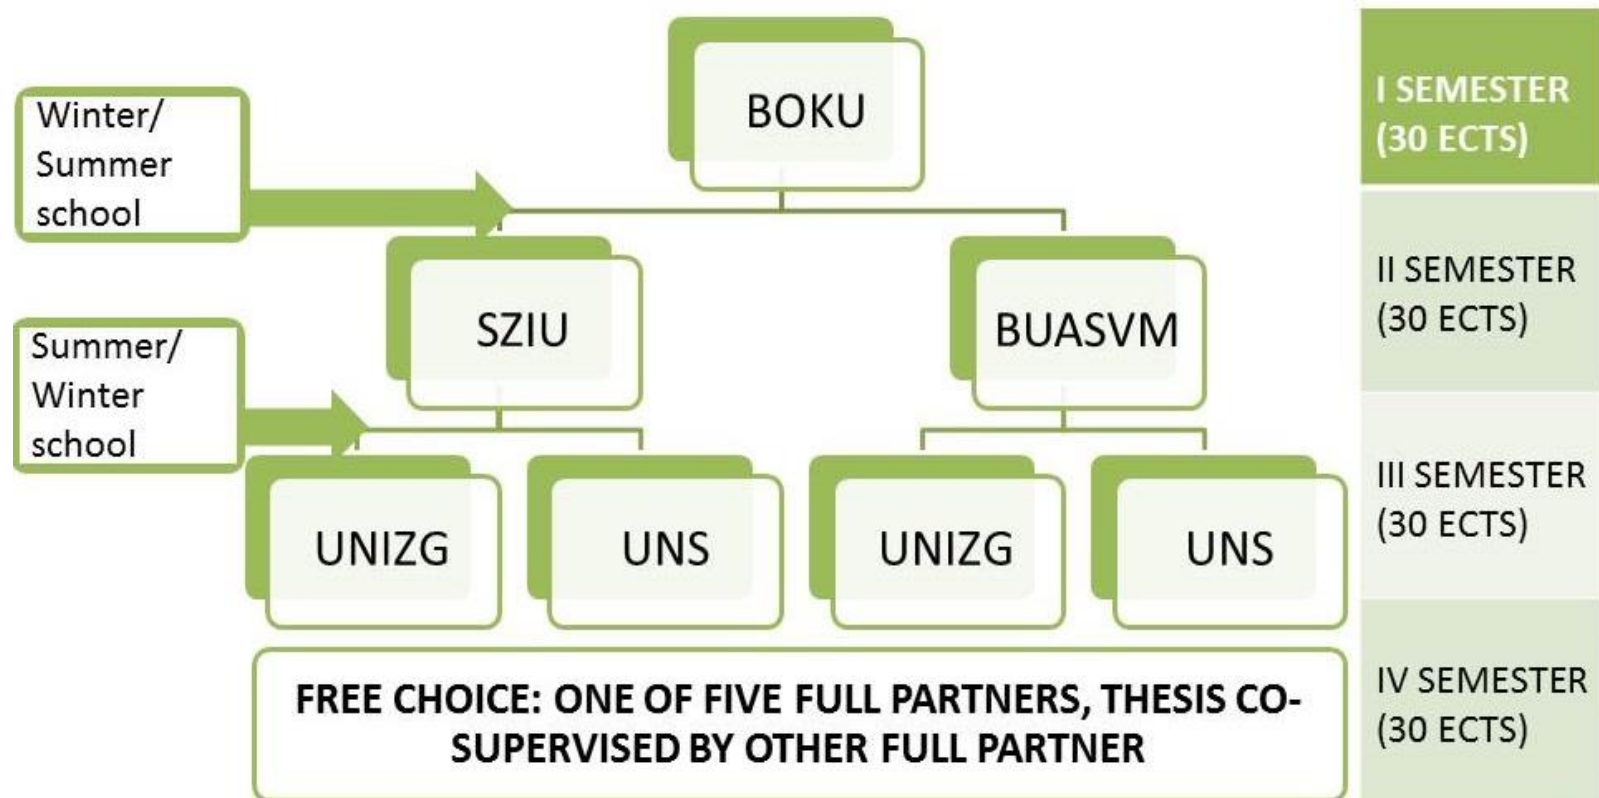 BOKU
I SEMESTER
(30 ECTS)
Winter/
Summer
school
SZIU
BUASVM
II SEMESTER
(30 ECTS)
Summer/
Winter
school
UNIZG
UNS
UNIZG
UNS
III SEMESTER
(30 ECTS)
FREE CHOICE: ONE OF FIVE FULL PARTNERS, THESIS CO-
SUPERVISED BY OTHER FULL PARTNER
IV SEMESTER
(30 ECTS)